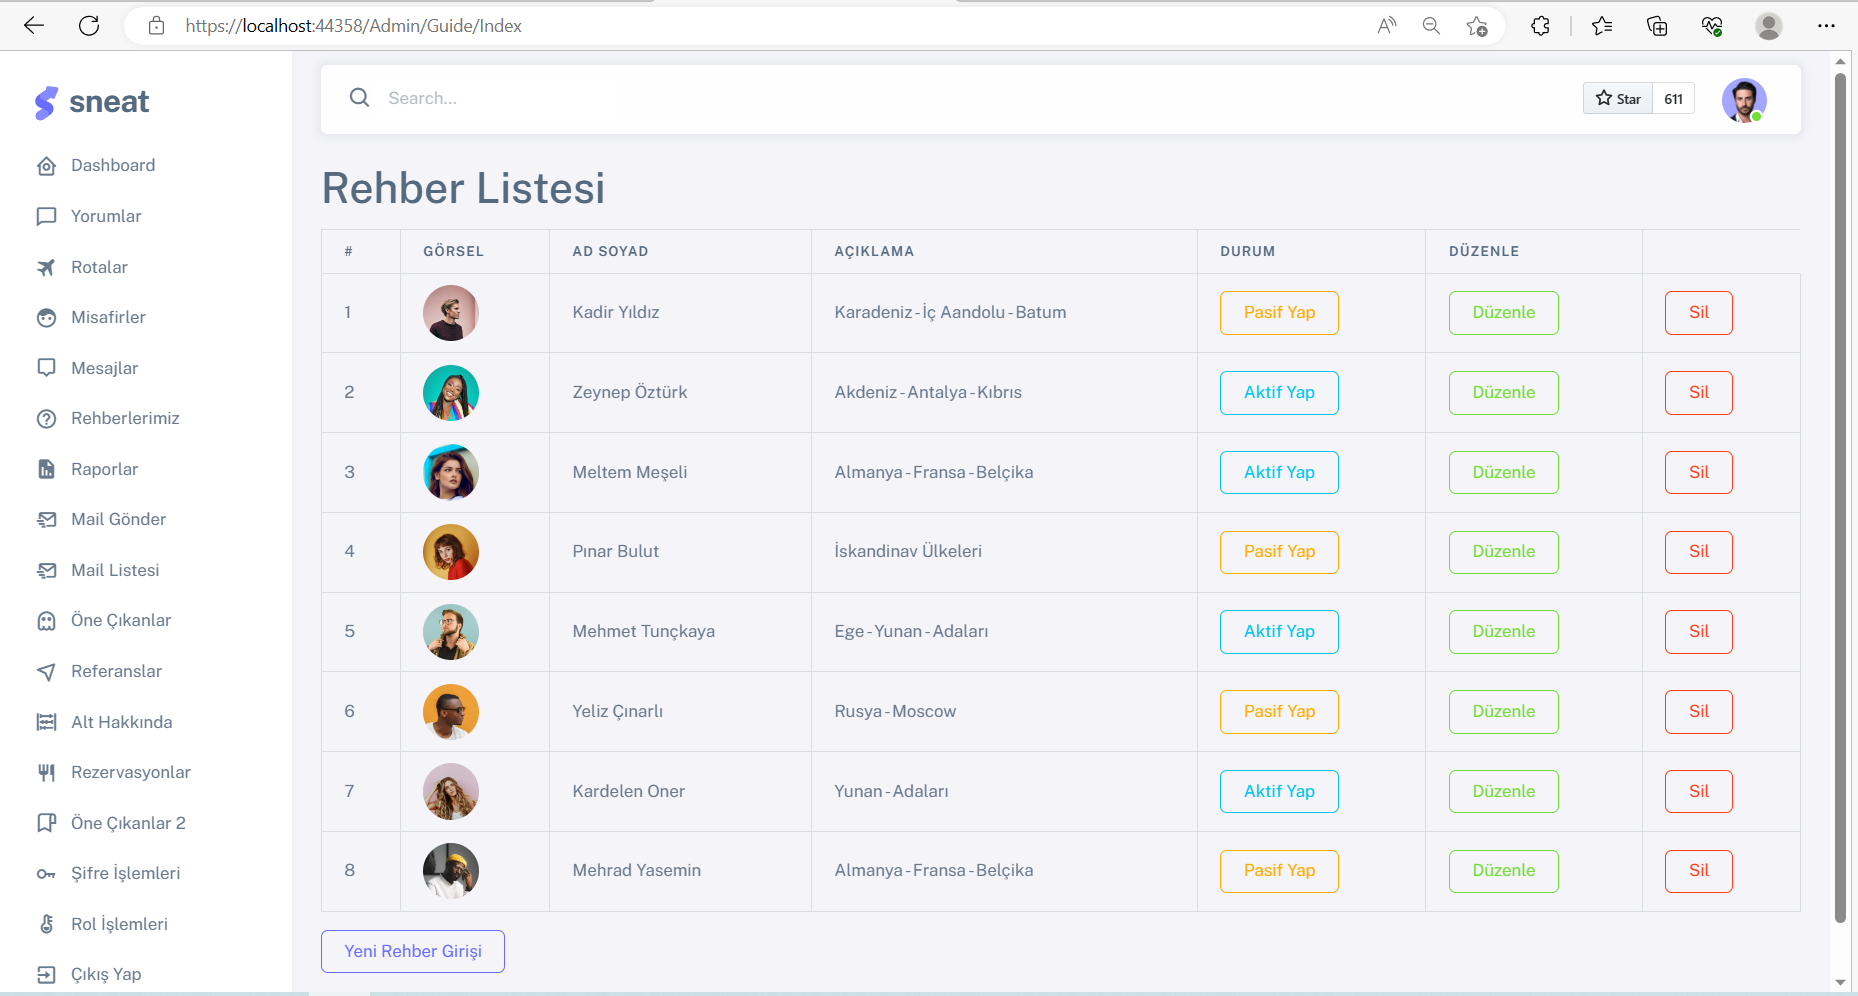 https://localhost:44358/Admin/Guide/Index
sneat
Dashboard
Yorumlar
Rotalar
Misafirler
Mesajlar
Rehberlerimiz
Raporlar
Mail Gönder
Mail Listesi
Öne Çıkanlar
Referanslar
Alt Hakkında
Rezervasyonlar
Öne Çıkanlar 2
Şifre İşlemleri
Rol İşlemleri
Çıkış Yap
Search...
Star 611
Rehber Listesi
# GÖRSEL AD SOYAD AÇIKLAMA DURUM DÜZENLE
1 Kadir Yıldız Karadeniz - İç Aandolu - Batum Pasif Yap Düzenle Sil
2 Zeynep Öztürk Akdeniz - Antalya - Kıbrıs Aktif Yap Düzenle Sil
3 Meltem Meşeli Almanya - Fransa - Belçika Aktif Yap Düzenle Sil
4 Pınar Bulut İskandinav Ülkeleri Pasif Yap Düzenle Sil
5 Mehmet Tunçkaya Ege - Yunan - Adaları Aktif Yap Düzenle Sil
6 Yeliz Çınarlı Rusya - Moscow Pasif Yap Düzenle Sil
7 Kardelen Oner Yunan - Adaları Aktif Yap Düzenle Sil
8 Mehrad Yasemin Almanya - Fransa - Belçika Pasif Yap Düzenle Sil
Yeni Rehber Girişi